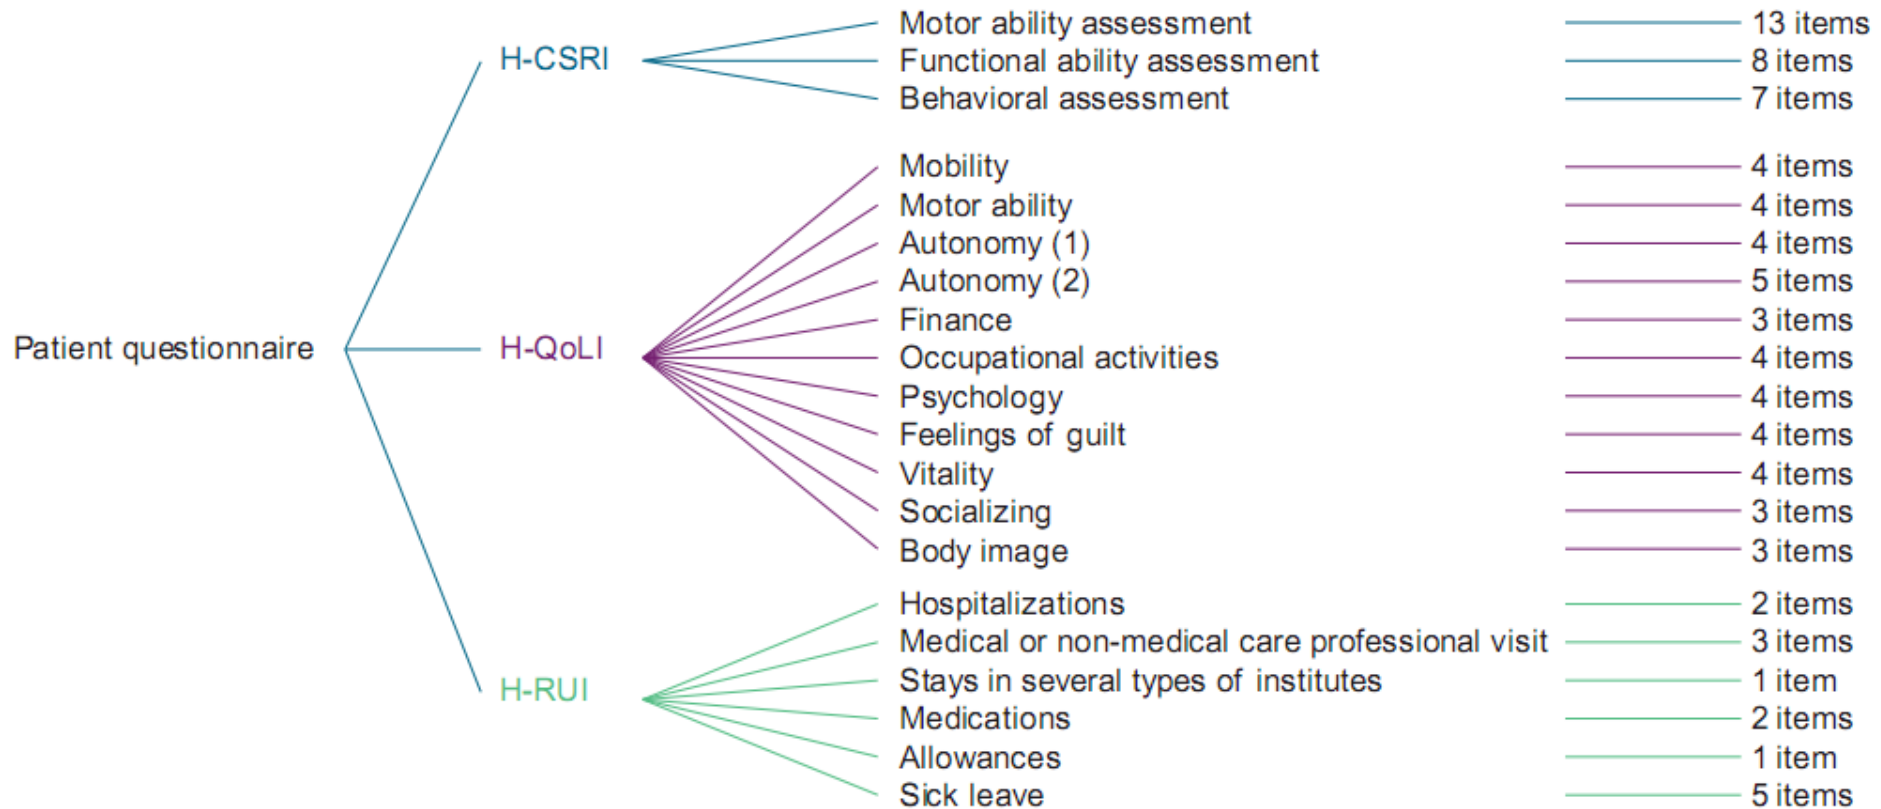 Patient questionnaire
H-CSRI
Motor ability assessment 13 items
Functional ability assessment 8 items
Behavioral assessment 7 items
H-QoLI
Mobility 4 items
Motor ability 4 items
Autonomy (1) 4 items
Autonomy (2) 5 items
Finance 3 items
Occupational activities 4 items
Psychology 4 items
Feelings of guilt 4 items
Vitality 4 items
Socializing 3 items
Body image 3 items
H-RUI
Hospitalizations 2 items
Medical or non-medical care professional visit 3 items
Stays in several types of institutes 1 item
Medications 2 items
Allowances 1 item
Sick leave 5 items